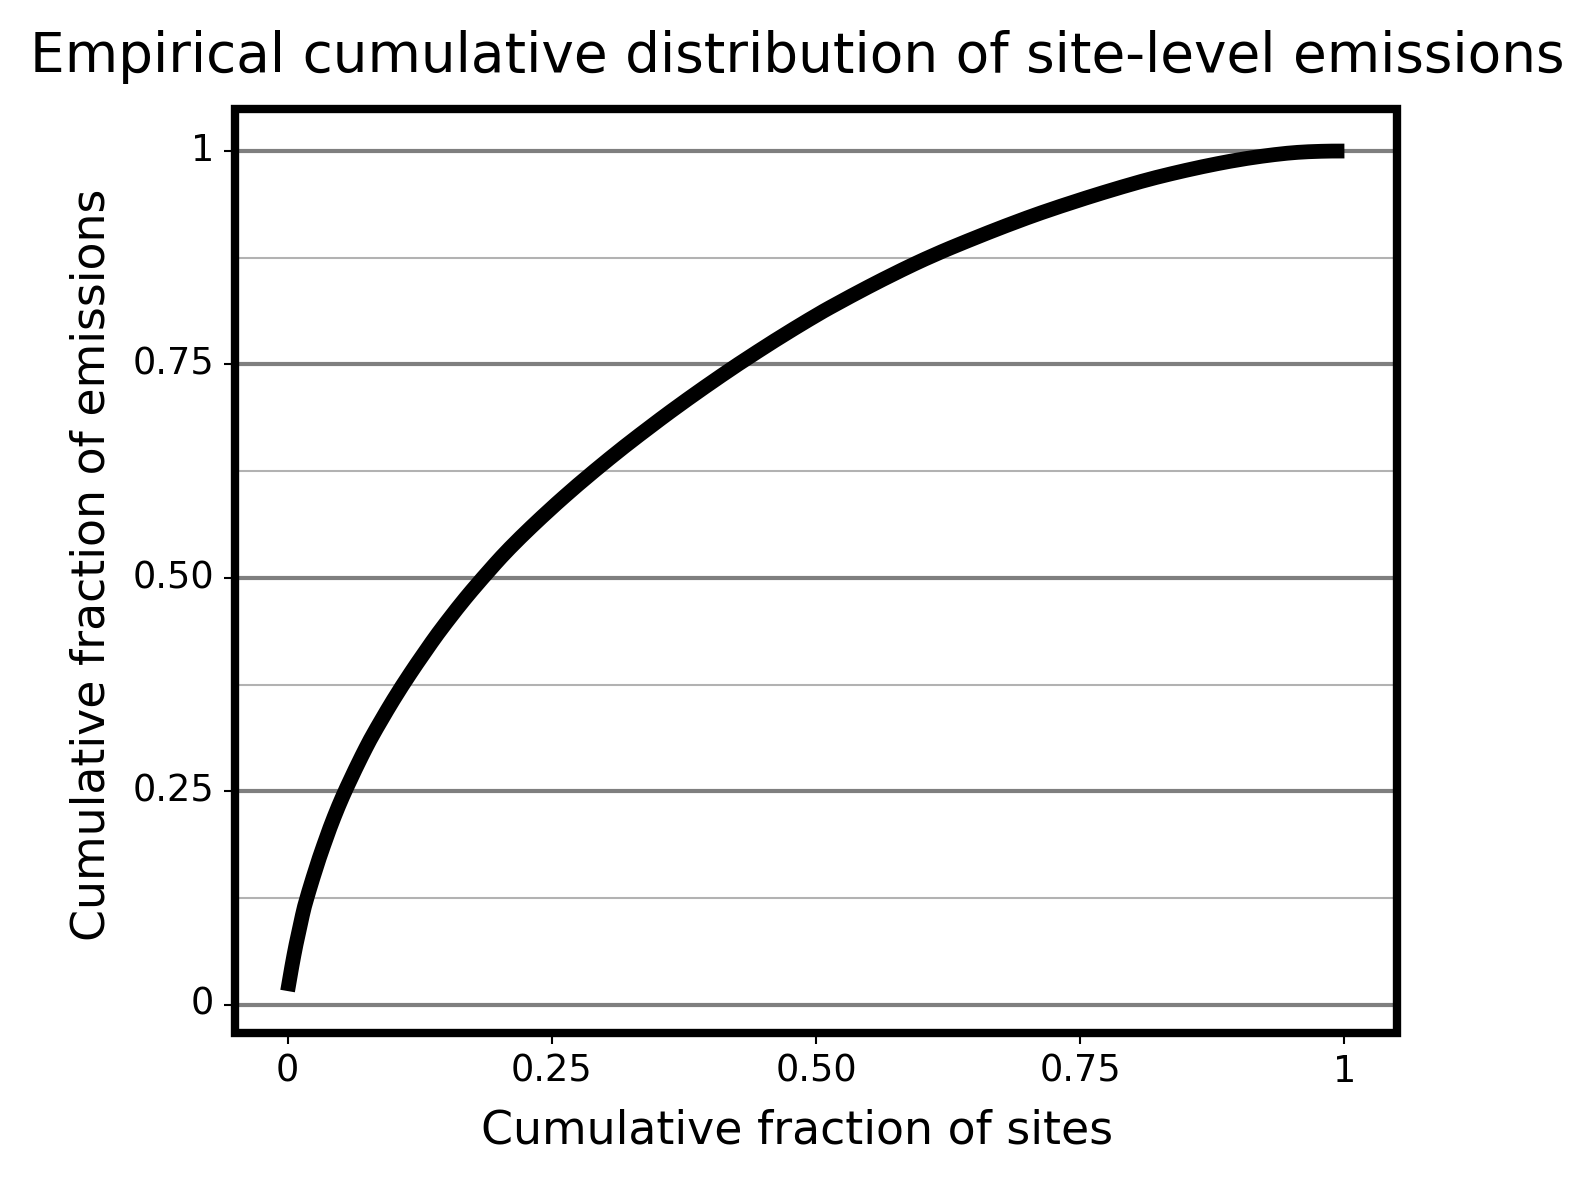 Empirical cumulative distribution of site-level emissions
Cumulative fraction of emissions
1
0.75
0.50
0.25
0
0 0.25 0.50 0.75 1
Cumulative fraction of sites